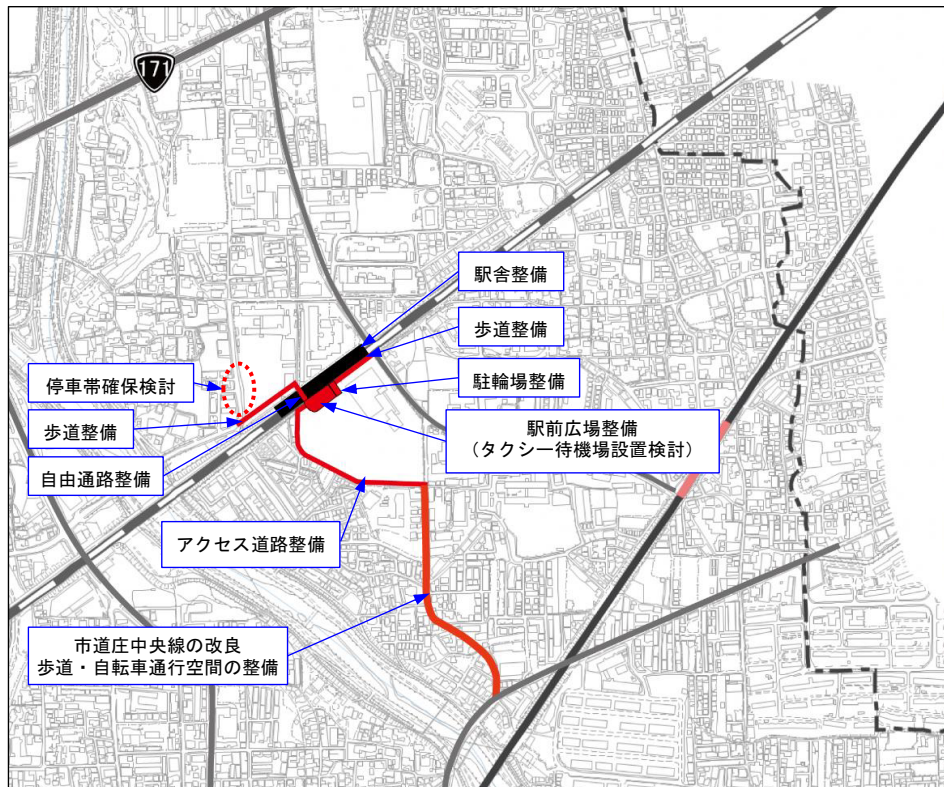 171
駅舎整備
歩道整備
停車帯確保検討
駐輪場整備
歩道整備
駅前広場整備
（タクシー待機場設置検討）
自由通路整備
アクセス道路整備
市道庄中央線の改良
歩道・自転車通行空間の整備